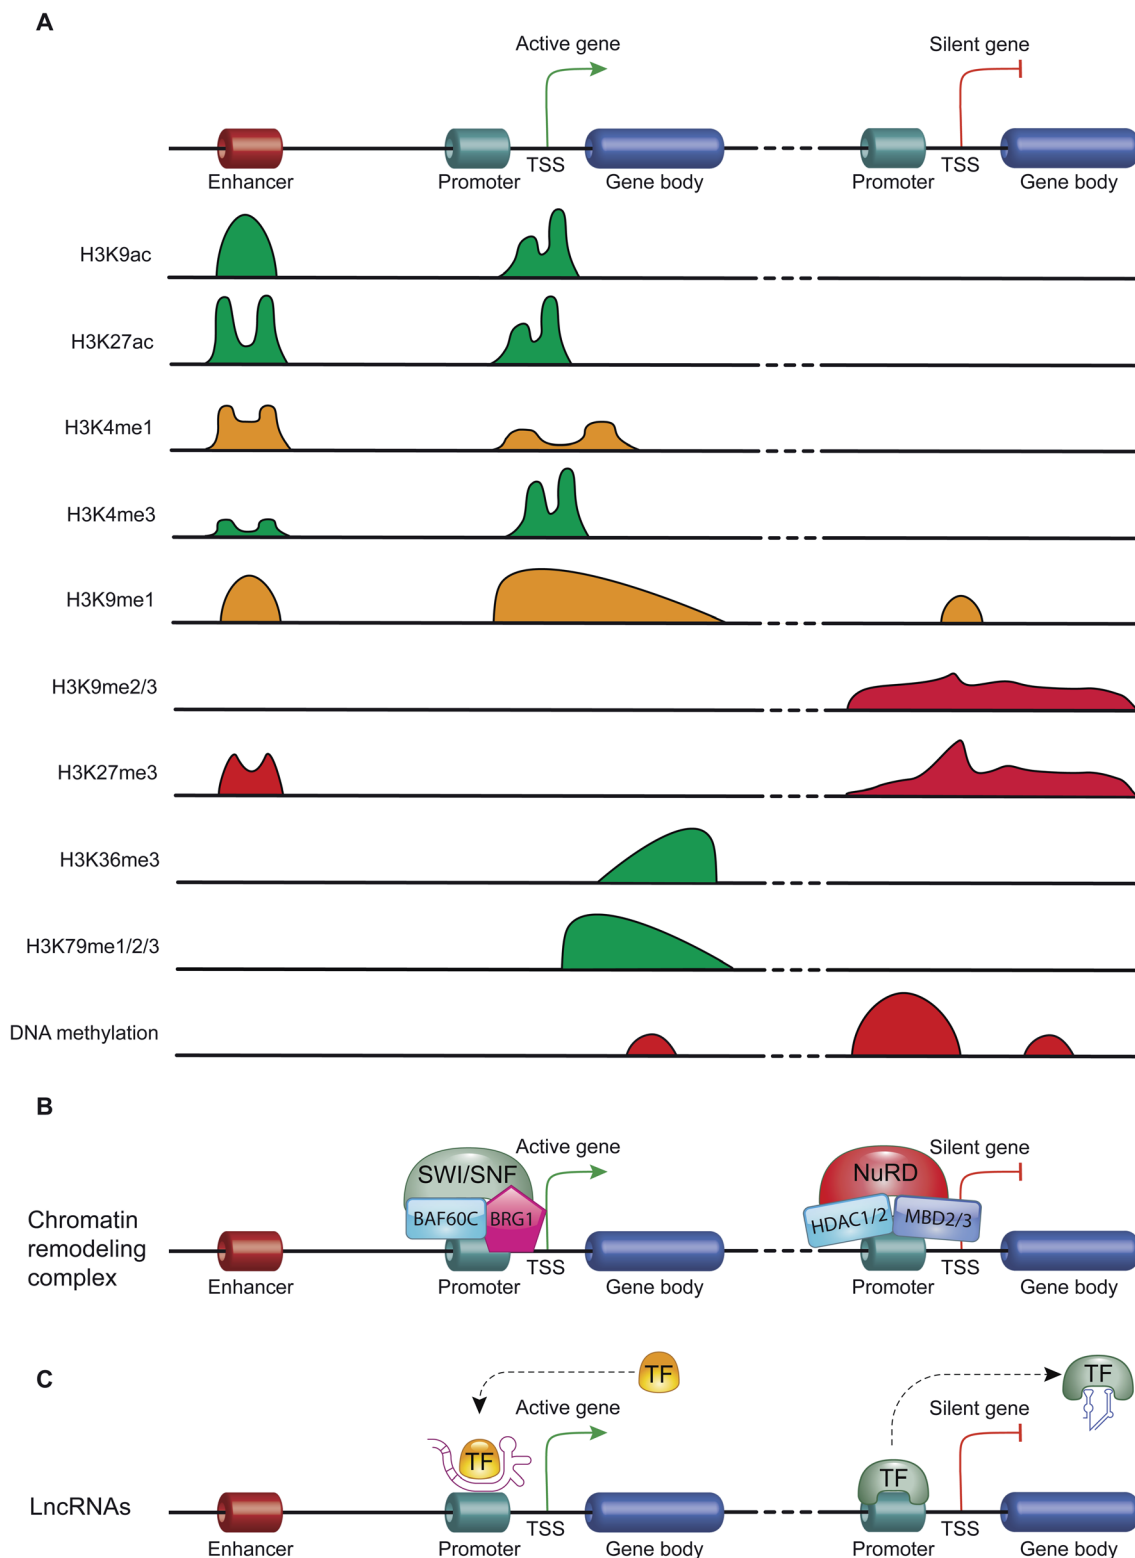 A
Active gene
Silent gene
Enhancer
Promoter
TSS
Gene body
Promoter
TSS
Gene body
H3K9ac
H3K27ac
H3K4me1
H3K4me3
H3K9me1
H3K9me2/3
H3K27me3
H3K36me3
H3K79me1/2/3
DNA methylation
B
Chromatin
remodeling
complex
SWI/SNF
BAF60C
BRG1
Active gene
NuRD
HDAC1/2
MBD2/3
Silent gene
Enhancer
Promoter
TSS
Gene body
Promoter
TSS
Gene body
C
LncRNAs
TF
TF
Active gene
TF
TF
Silent gene
Enhancer
Promoter
TSS
Gene body
Promoter
TSS
Gene body